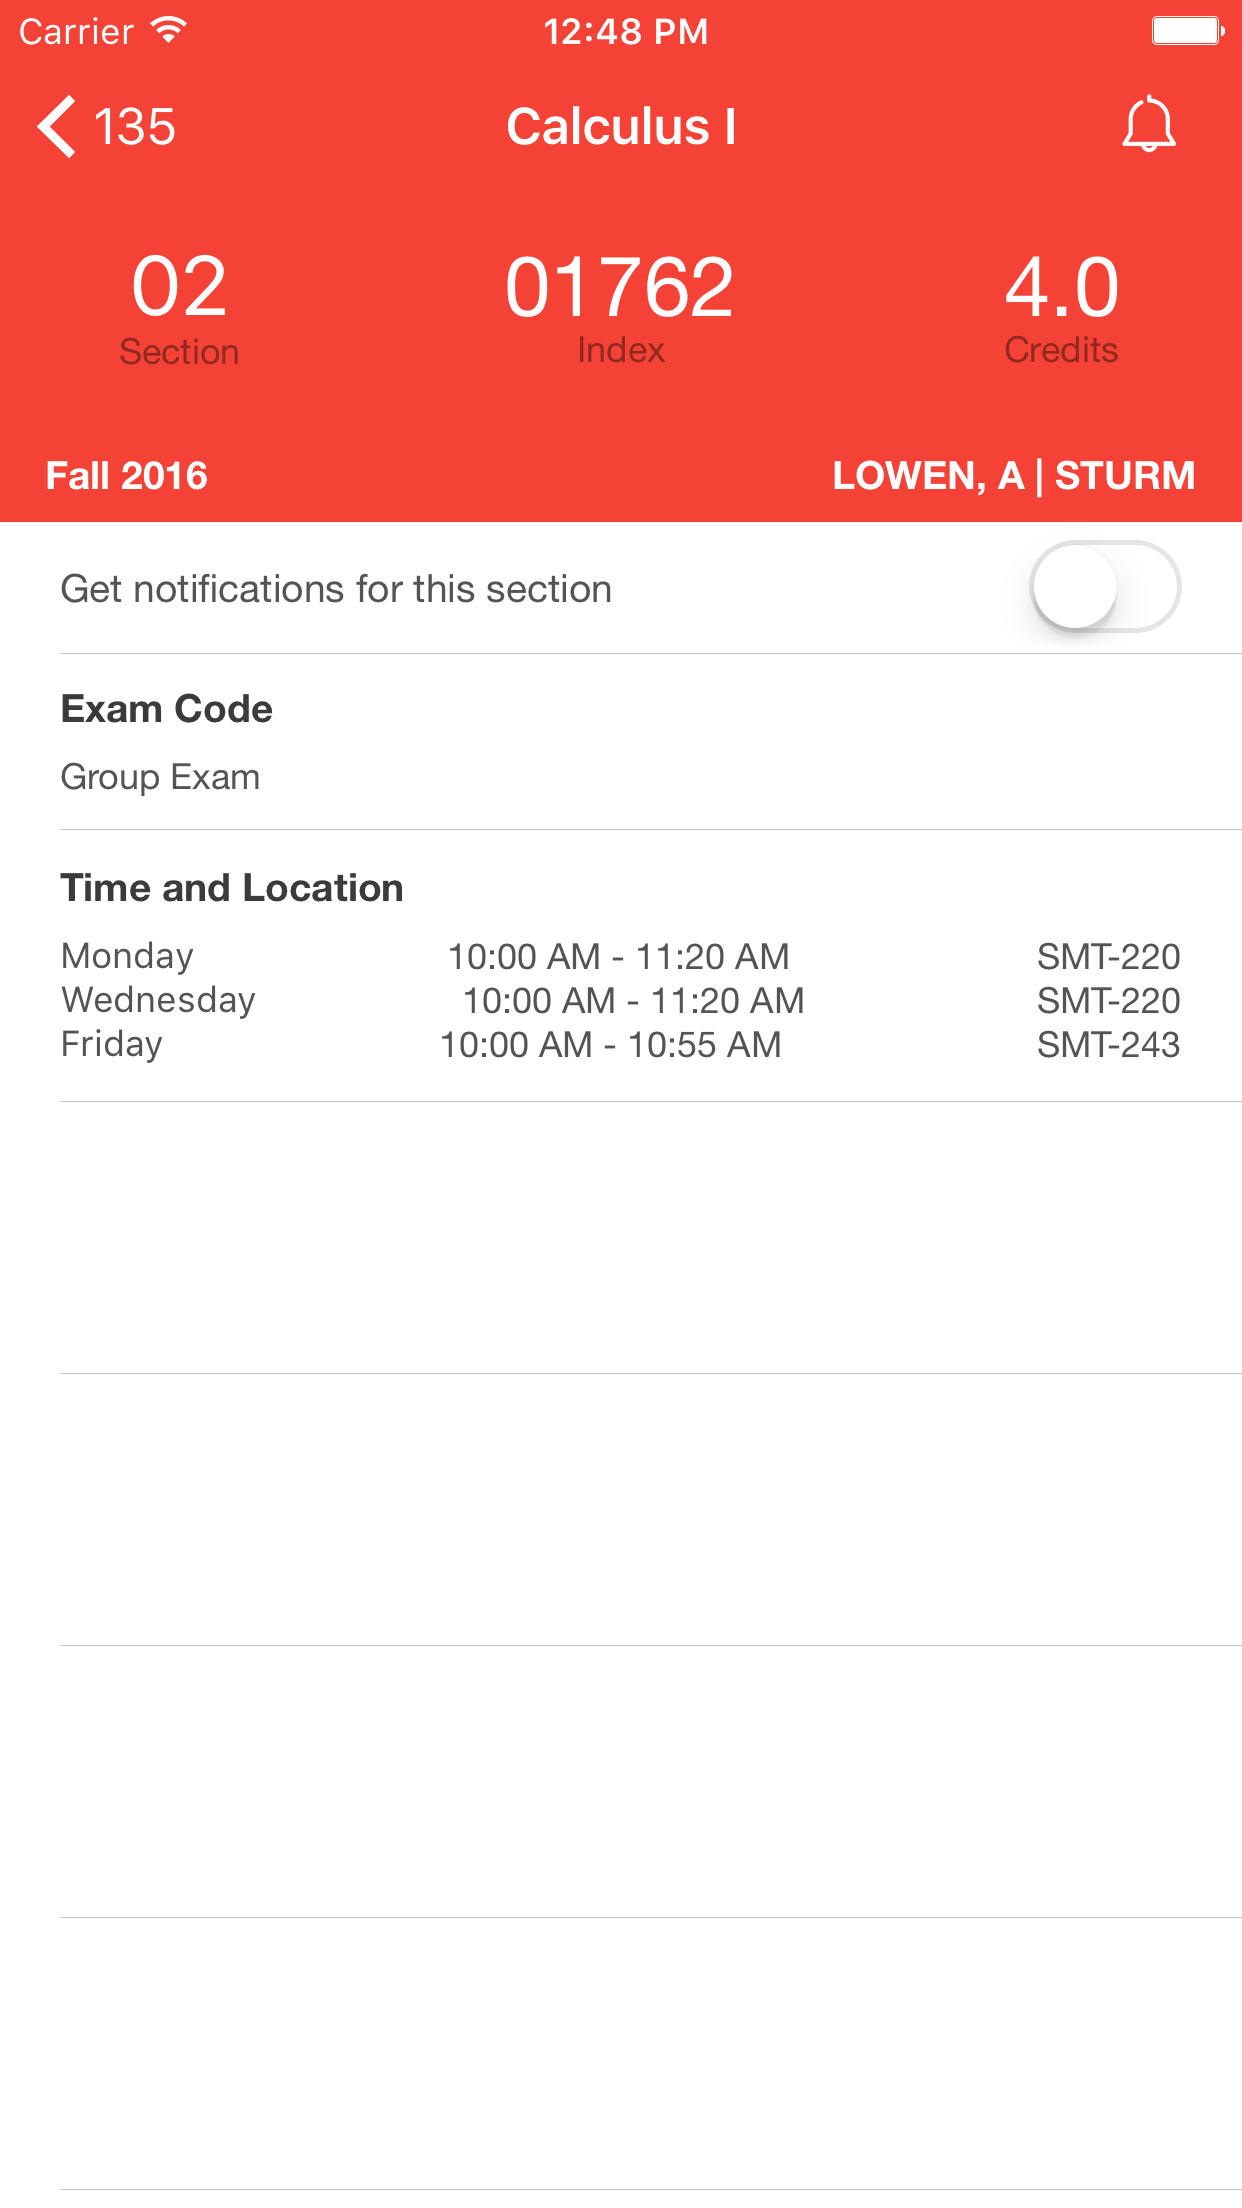 Carrier 12:48 PM
135 Calculus I
02 01762 4.0
Section Index Credits
Fall 2016 LOWEN, A | STURM
Get notifications for this section
Exam Code
Group Exam
Time and Location
Monday 10:00 AM - 11:20 AM SMT-220
Wednesday 10:00 AM - 11:20 AM SMT-220
Friday 10:00 AM - 10:55 AM SMT-243